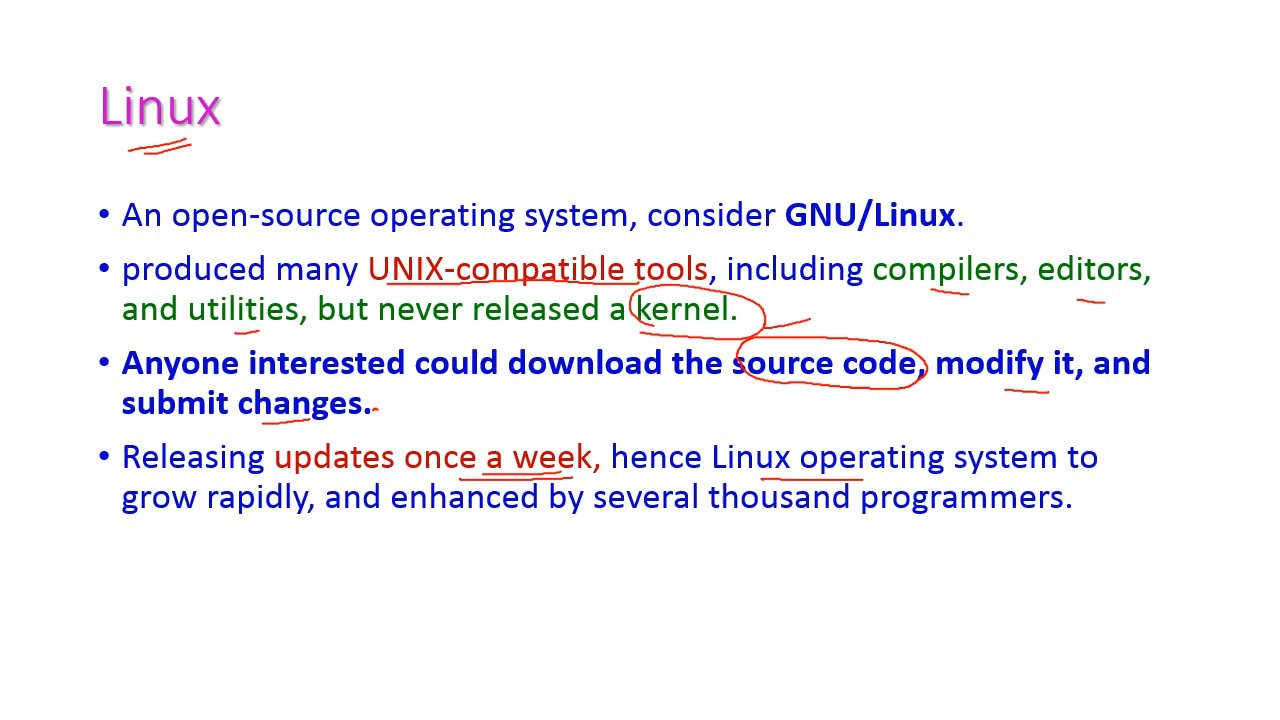 Linux
• An open-source operating system, consider GNU/Linux.
• produced many UNIX-compatible tools, including compilers, editors,
and utilities, but never released a kernel.
• Anyone interested could download the source code, modify it, and
submit changes.
• Releasing updates once a week, hence Linux operating system to
grow rapidly, and enhanced by several thousand programmers.